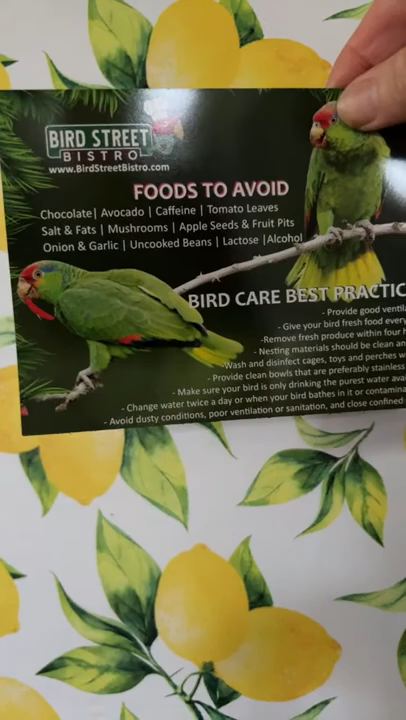 BIRD STREET
BISTRO
www.BirdStreetBistro.com
FOODS TO AVOID
Chocolate| Avocado | Caffeine | Tomato Leaves
Salt & Fats | Mushrooms | Apple Seeds & Fruit Pits
Onion & Garlic | Uncooked Beans | Lactose |Alcohol
BIRD CARE BEST PRACTIC
- Provide good ventil
- Give your bird fresh food every
-Remove fresh produce within four h
- Nesting materials should be clean an
-Wash and disinfect cages, toys and perches w
- Provide clean bowls that are preferably stainless
- Make sure your bird is only drinking the purest water avai
- Change water twice a day or when your bird bathes in it or contamina
- Avoid dusty conditions, poor ventilation or sanitation, and close confined